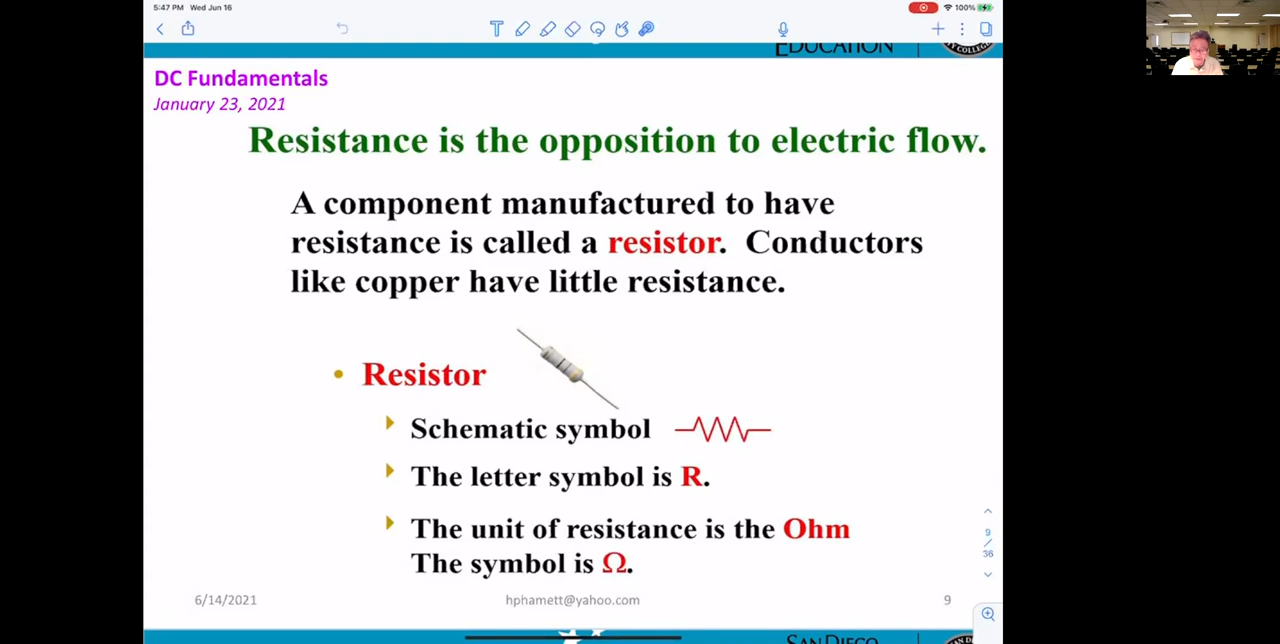 5:47 PM Wed Jun 16
100%
EDUCATION
Y COLLEG
DC Fundamentals
January 23, 2021
Resistance is the opposition to electric flow.
A component manufactured to have
resistance is called a resistor. Conductors
like copper have little resistance.
• Resistor
Schematic symbol
The letter symbol is R.
The unit of resistance is the Ohm
The symbol is Ω.
9
/
36
6/14/2021
hphamett@yahoo.com
9
SAN DIEGO